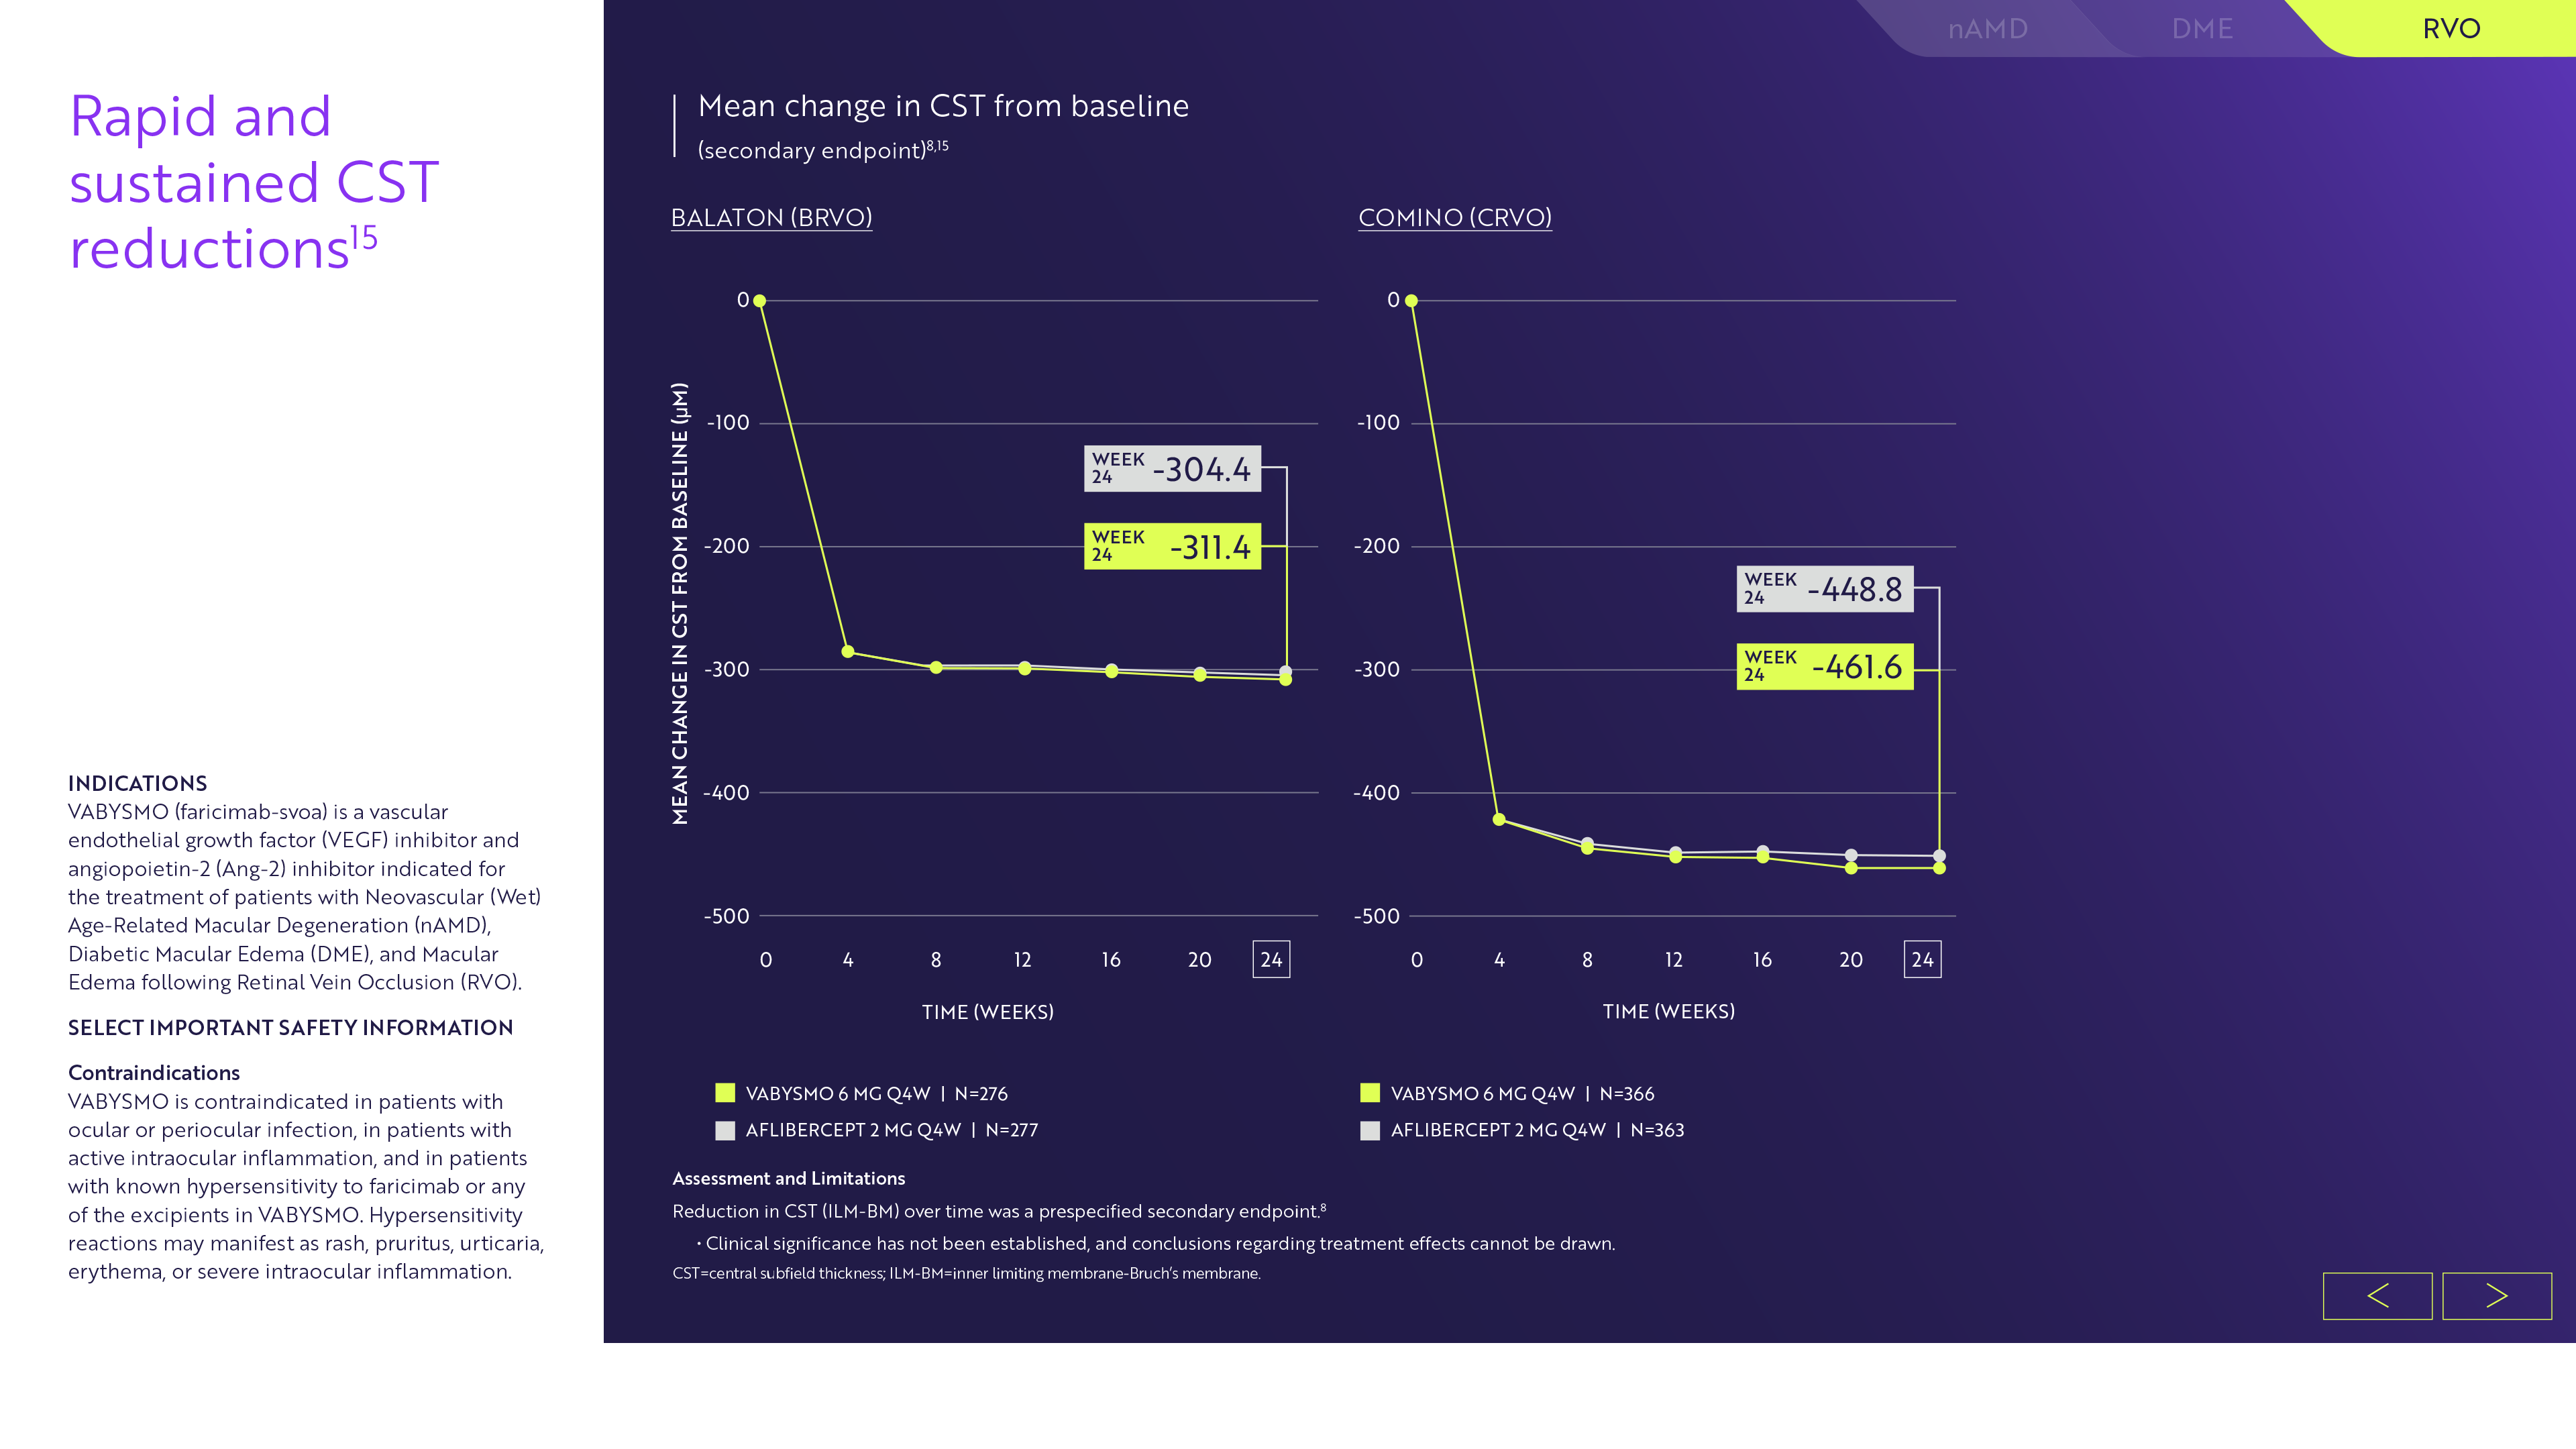 nAMD
DME
RVO
Rapid and
sustained CST
reductions15
INDICATIONS
VABYSMO (faricimab-svoa) is a vascular
endothelial growth factor (VEGF) inhibitor and
angiopoietin-2 (Ang-2) inhibitor indicated for
the treatment of patients with Neovascular (Wet)
Age-Related Macular Degeneration (nAMD),
Diabetic Macular Edema (DME), and Macular
Edema following Retinal Vein Occlusion (RVO).
SELECT IMPORTANT SAFETY INFORMATION
Contraindications
VABYSMO is contraindicated in patients with
ocular or periocular infection, in patients with
active intraocular inflammation, and in patients
with known hypersensitivity to faricimab or any
of the excipients in VABYSMO. Hypersensitivity
reactions may manifest as rash, pruritus, urticaria,
erythema, or severe intraocular inflammation.
Mean change in CST from baseline
(secondary endpoint)8,15
BALATON (BRVO)
MEAN CHANGE IN CST FROM BASELINE (µM)
0
-100
-200
-300
-400
-500
WEEK 24 -304.4
WEEK 24 -311.4
0 4 8 12 16 20 24
TIME (WEEKS)
VABYSMO 6 MG Q4W | N=276
AFLIBERCEPT 2 MG Q4W | N=277
COMINO (CRVO)
0
-100
-200
-300
-400
-500
WEEK 24 -448.8
WEEK 24 -461.6
0 4 8 12 16 20 24
TIME (WEEKS)
VABYSMO 6 MG Q4W | N=366
AFLIBERCEPT 2 MG Q4W | N=363
Assessment and Limitations
Reduction in CST (ILM-BM) over time was a prespecified secondary endpoint.8
• Clinical significance has not been established, and conclusions regarding treatment effects cannot be drawn.
CST=central subfield thickness; ILM-BM=inner limiting membrane-Bruch's membrane.
< >